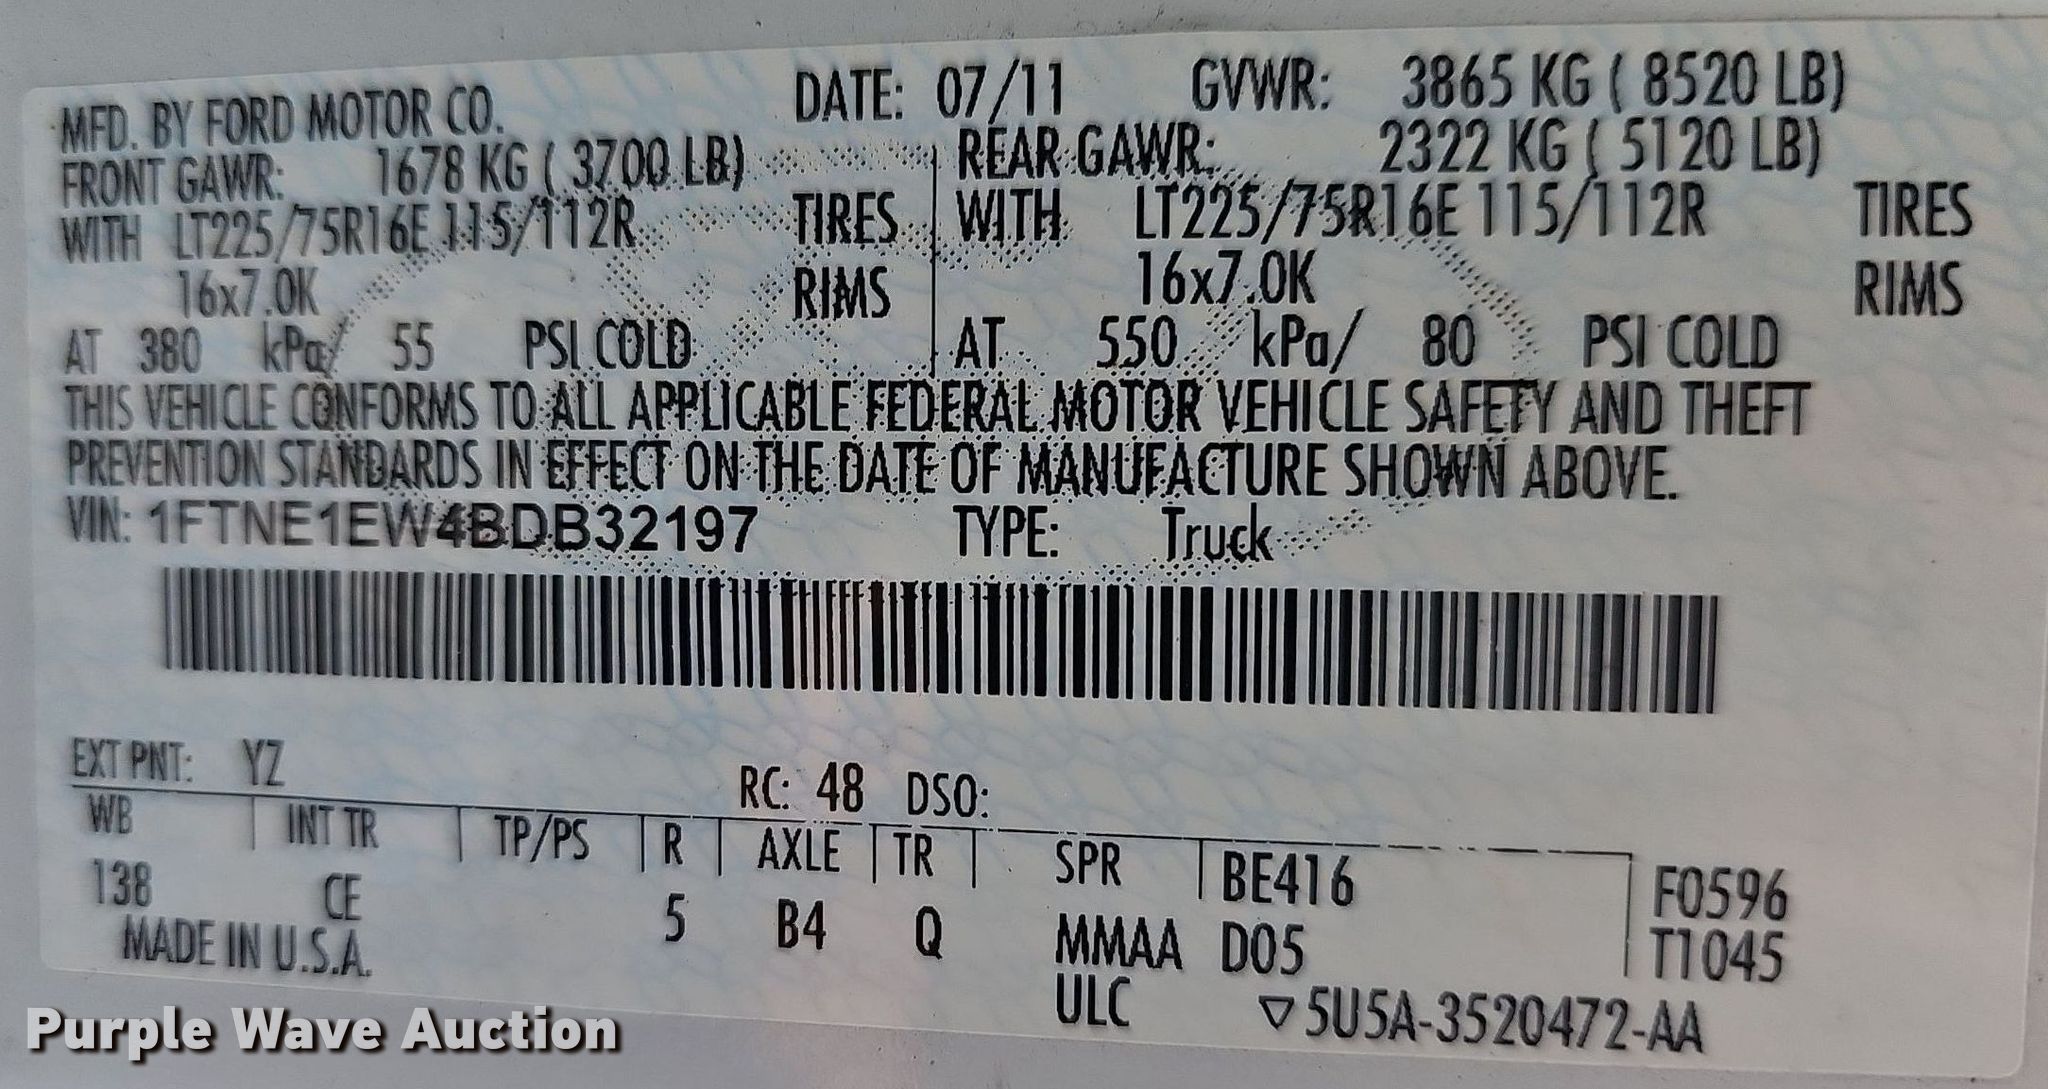 MFD. BY FORD MOTOR CO. DATE: 07/11 GVWR: 3865 KG ( 8520 LB)
FRONT GAWR: 1678 KG ( 3700 LB) REAR GAWR: 2322 KG ( 5120 LB)
WITH LT225/75R16E 115/112R TIRES WITH LT225/75R16E 115/112R TIRES
16x7.0K RIMS 16x7.0K RIMS
AT 380 kPa/ 55 PSI COLD AT 550 kPa/ 80 PSI COLD
THIS VEHICLE CONFORMS TO ALL APPLICABLE FEDERAL MOTOR VEHICLE SAFETY AND THEFT
PREVENTION STANDARDS IN EFFECT ON THE DATE OF MANUFACTURE SHOWN ABOVE.
VIN: 1FTNE1EW4BDB32197 TYPE: Truck
EXT PNT: YZ RC: 48 DSO:
WB INT TR TP/PS R AXLE TR SPR BE416 F0596
138 CE 5 B4 Q MMAA D05 T1045
MADE IN U.S.A. ULC ▽5U5A-3520472-AA
Purple Wave Auction